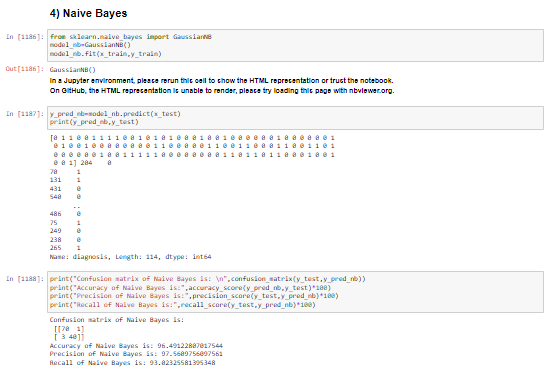 4) Naive Bayes
In [1186]: from sklearn.naive_bayes import GaussianNB
model_nb=GaussianNB()
model_nb.fit(x_train,y_train)
Out[1186]: GaussianNB()
In a Jupyter environment, please rerun this cell to show the HTML representation or trust the notebook.
On GitHub, the HTML representation is unable to render, please try loading this page with nbviewer.org.
In [1187]: y_pred_nb=model_nb.predict(x_test)
print(y_pred_nb,y_test)
[0 1 1 0 0 1 1 1 1 0 0 1 0 1 0 1 0 0 0 1 0 0 1 0 0 0 0 0 0 1 0 0 0 0 0 0 1
0 1 0 0 1 0 0 0 0 0 0 0 0 1 1 0 0 0 0 0 1 1 0 0 1 1 0 0 0 1 1 0 0 1 1 0 1
0 0 0 0 0 0 1 0 0 1 1 1 1 1 0 0 0 0 0 0 0 0 1 1 0 1 1 0 1 1 0 0 0 1 0 0 1
0 0 1] 204 0
70 1
131 1
431 0
540 0
..
486 0
75 1
249 0
238 0
265 1
Name: diagnosis, Length: 114, dtype: int64
In [1188]: print("Confusion matrix of Naive Bayes is: \n",confusion_matrix(y_test,y_pred_nb))
print("Accuracy of Naive Bayes is:",accuracy_score(y_pred_nb,y_test)*100)
print("Precision of Naive Bayes is:",precision_score(y_test,y_pred_nb)*100)
print("Recall of Naive Bayes is:",recall_score(y_test,y_pred_nb)*100)
Confusion matrix of Naive Bayes is:
[[70 1]
[ 3 40]]
Accuracy of Naive Bayes is: 96.49122807017544
Precision of Naive Bayes is: 97.5609756097561
Recall of Naive Bayes is: 93.02325581395348